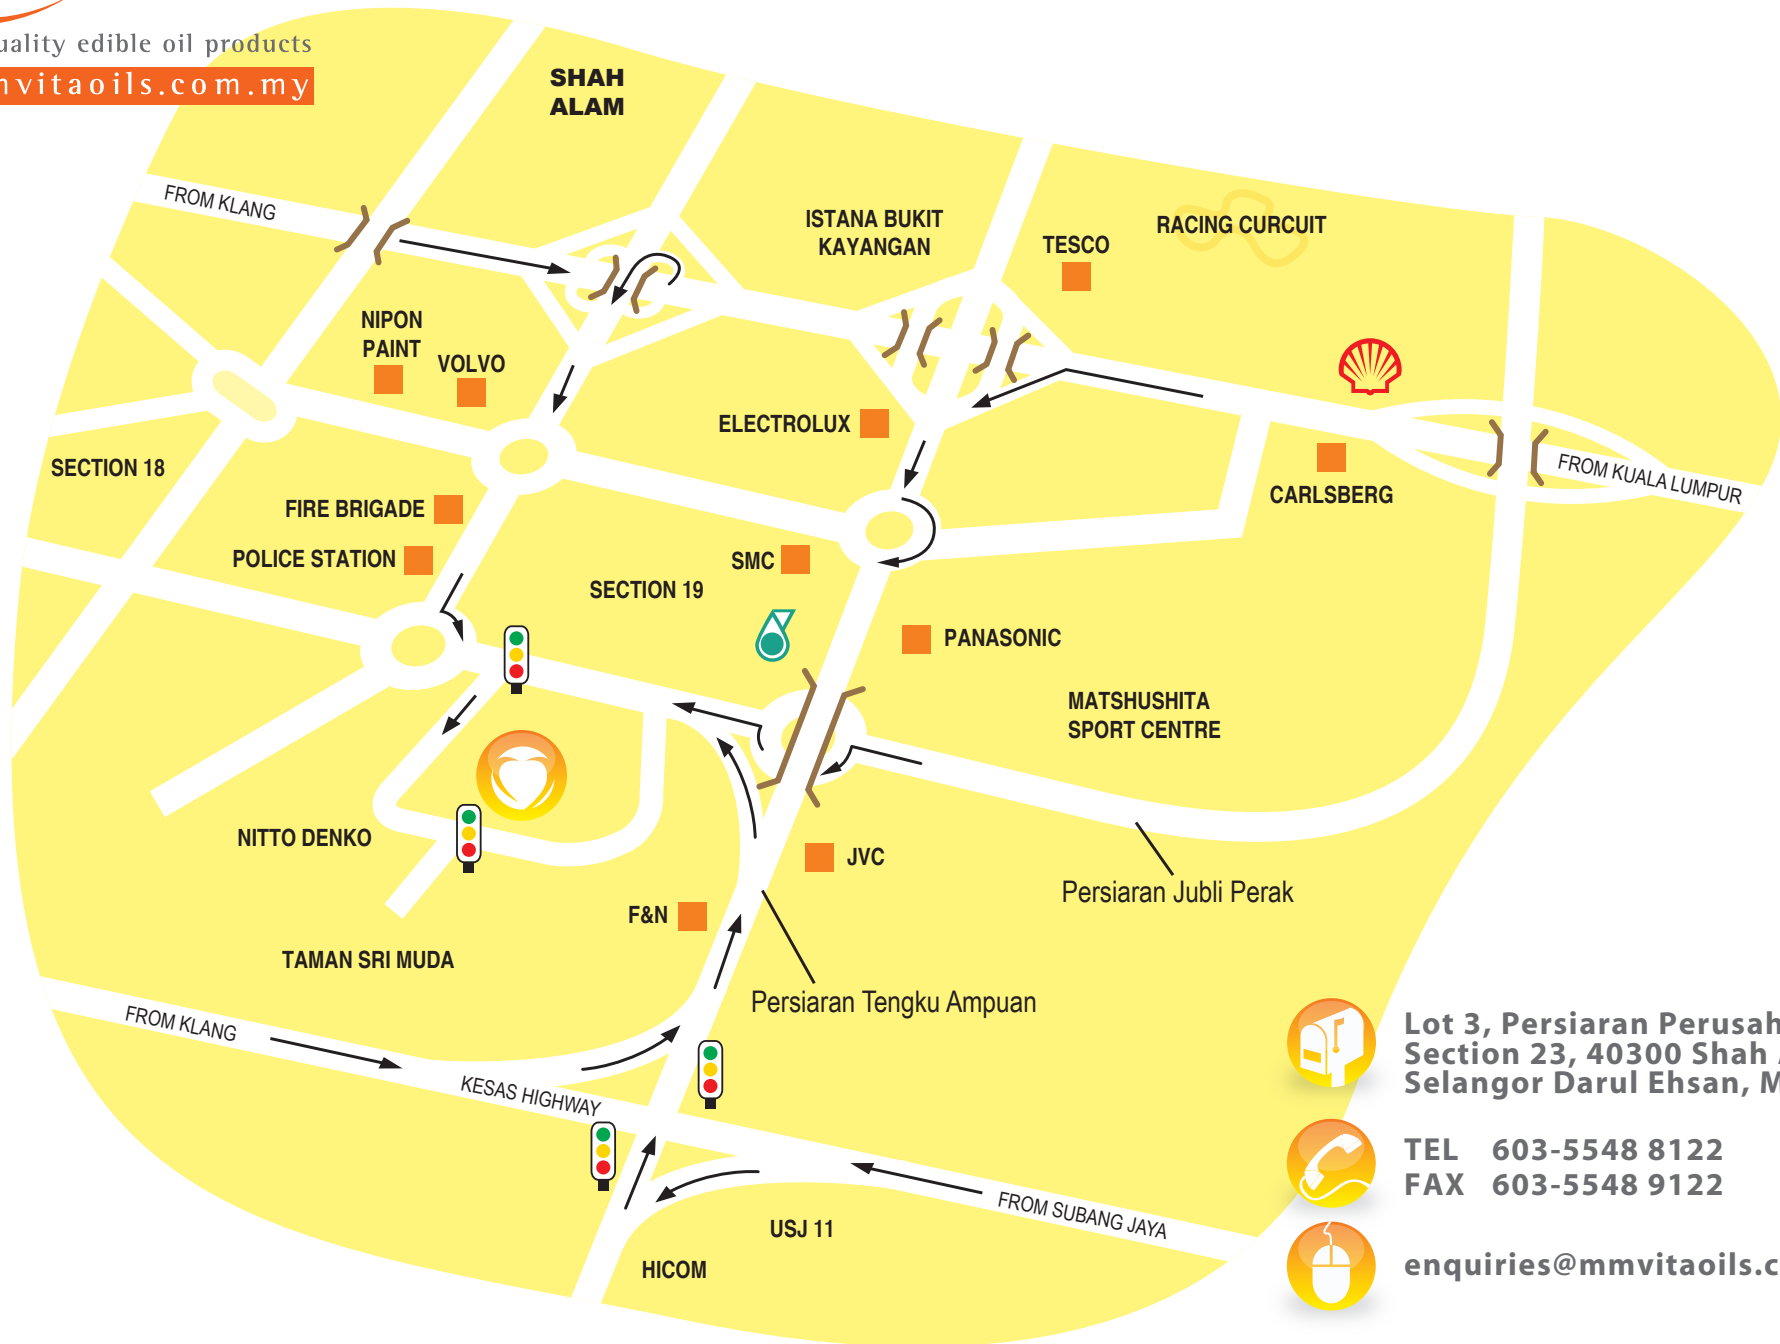 uality edible oil products
mvitaoils.com.my
SHAH
ALAM
FROM KLANG
ISTANA BUKIT
KAYANGAN
TESCO
RACING CURCUIT
NIPON
PAINT
VOLVO
ELECTROLUX
SECTION 18
CARLSBERG
FROM KUALA LUMPUR
FIRE BRIGADE
POLICE STATION
SMC
SECTION 19
PANASONIC
MATSHUSHITA
SPORT CENTRE
NITTO DENKO
JVC
Persiaran Jubli Perak
F&N
TAMAN SRI MUDA
Persiaran Tengku Ampuan
FROM KLANG
KESAS HIGHWAY
FROM SUBANG JAYA
USJ 11
HICOM
Lot 3, Persiaran Perusah
Section 23, 40300 Shah
Selangor Darul Ehsan, M
TEL 603-5548 8122
FAX 603-5548 9122
enquiries@mmvitaoils.c